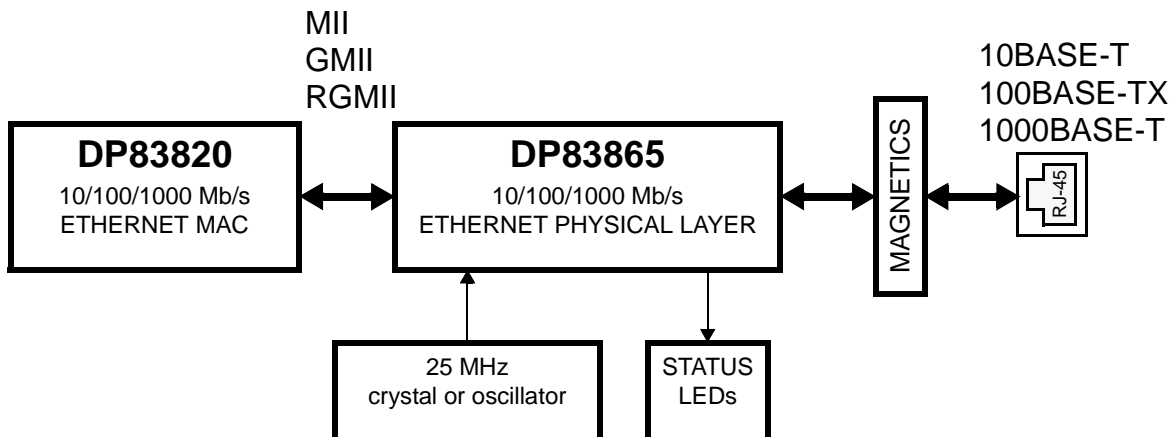 MII
GMII
RGMII
10BASE-T
100BASE-TX
1000BASE-T
DP83820
10/100/1000 Mb/s
ETHERNET MAC
DP83865
10/100/1000 Mb/s
ETHERNET PHYSICAL LAYER
MAGNETICS
RJ-45
25 MHz
crystal or oscillator
STATUS
LEDs